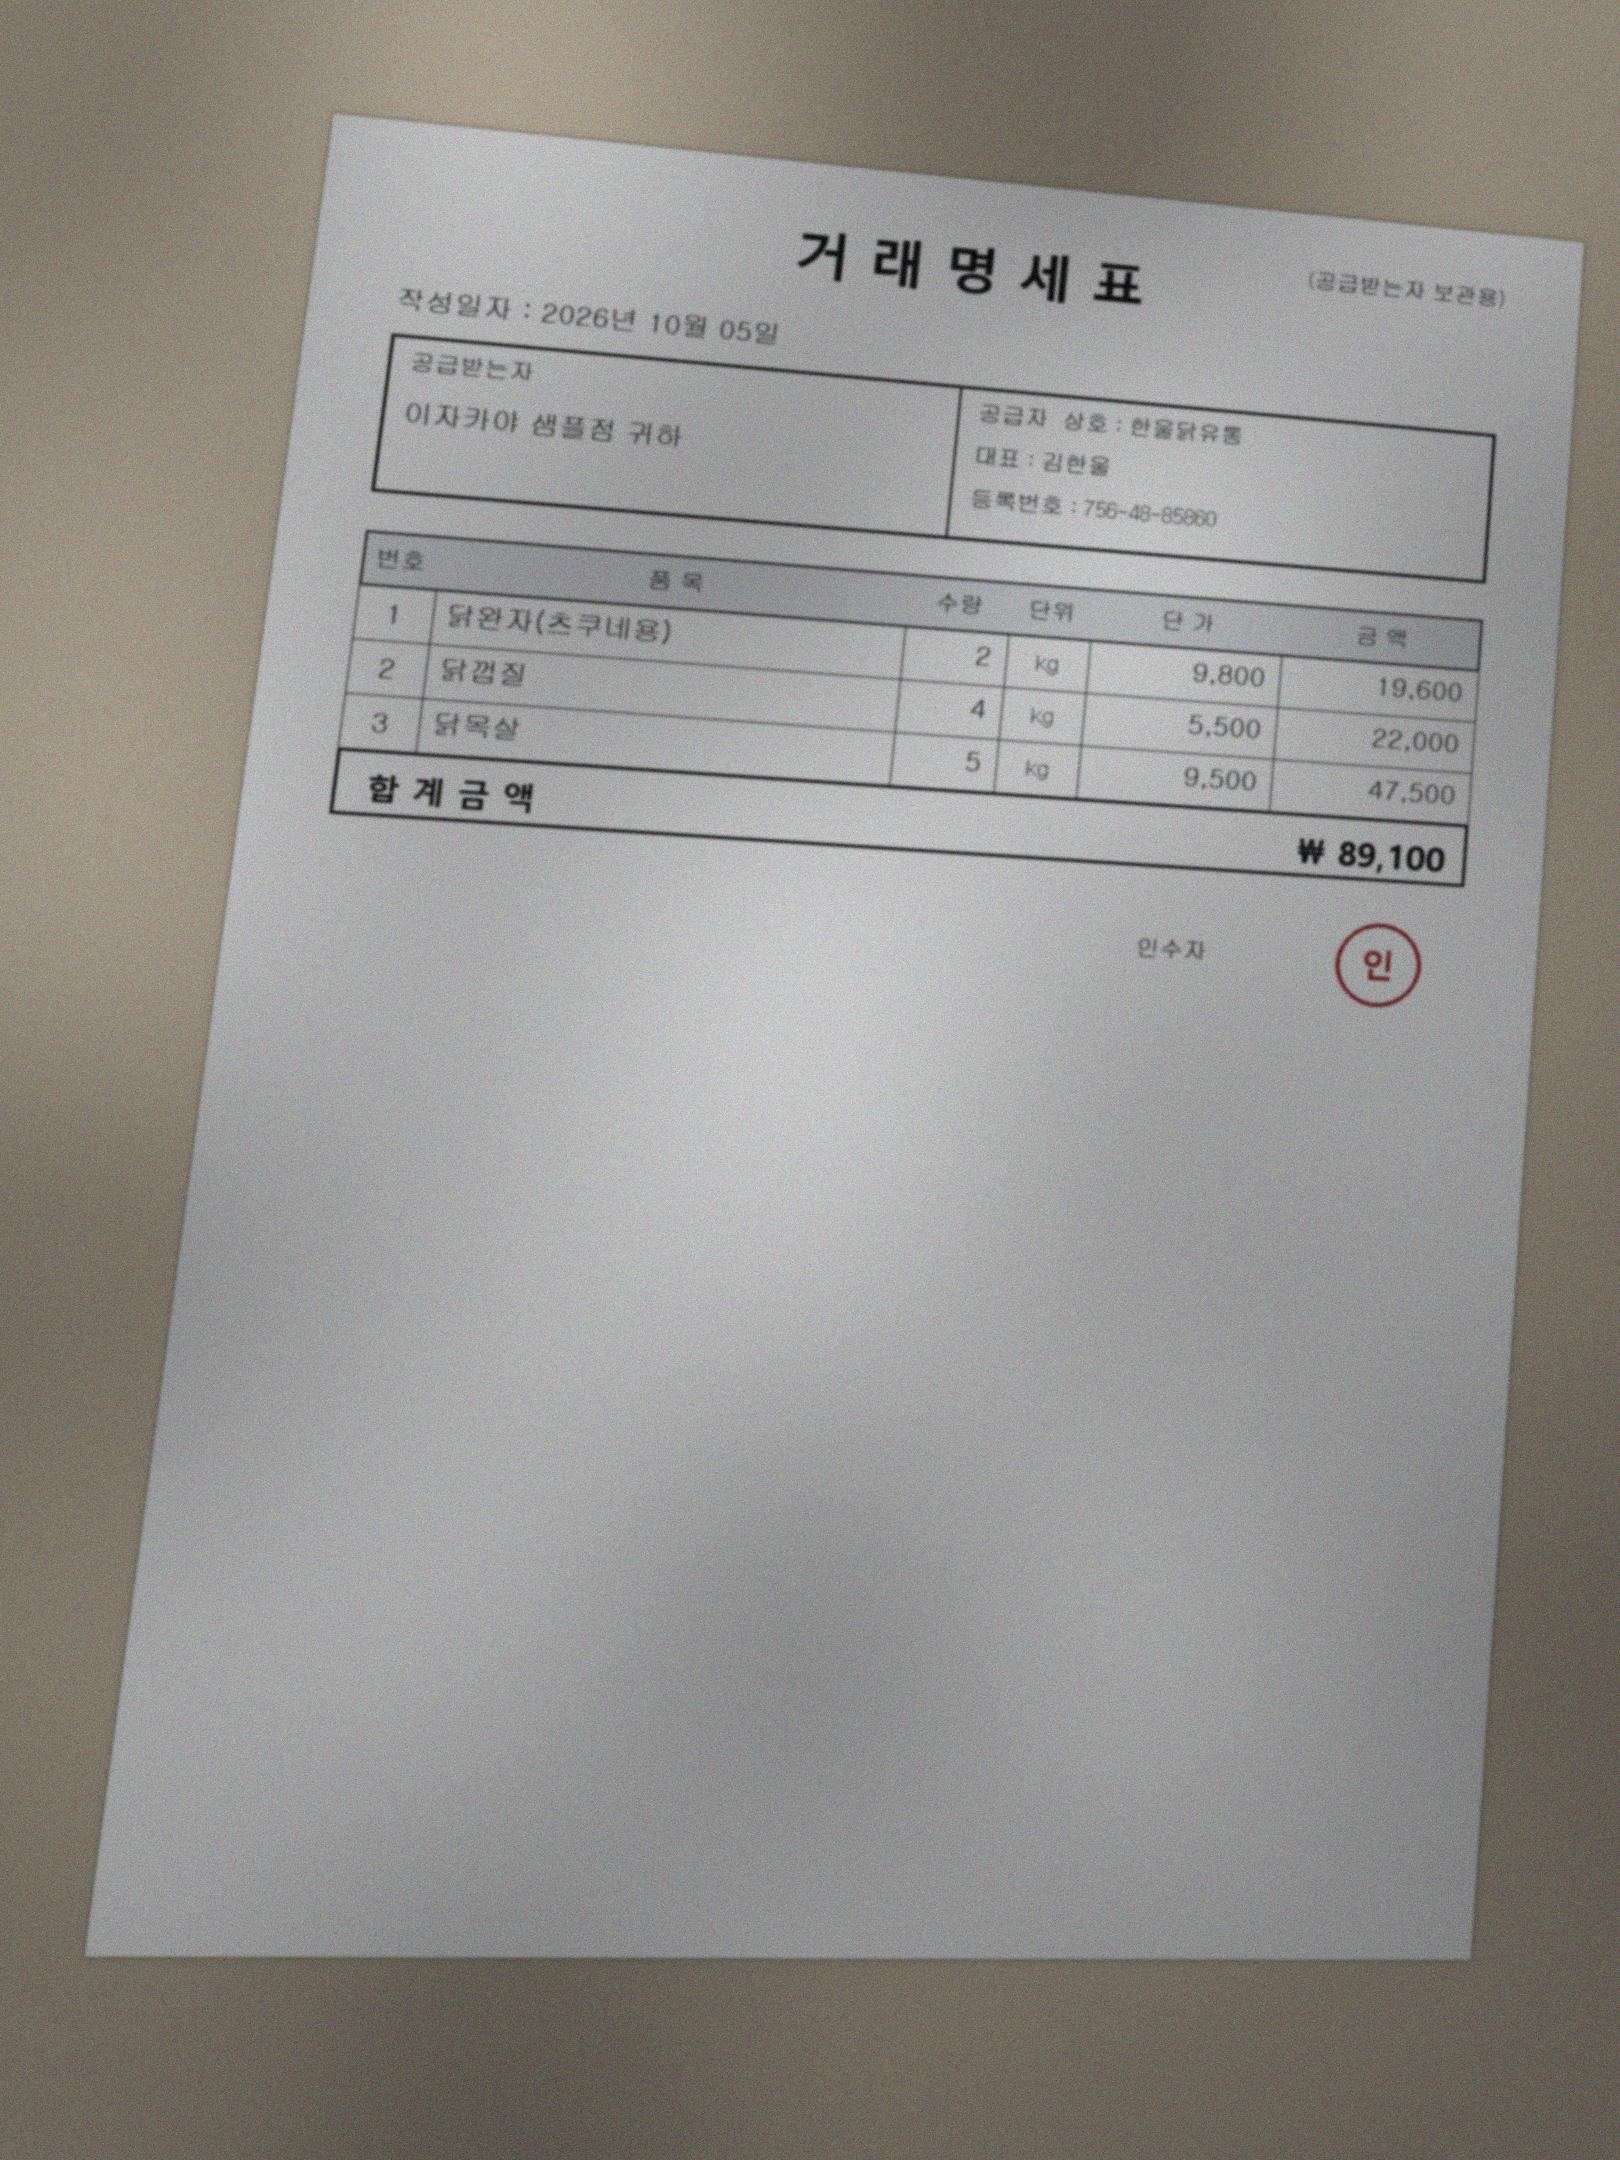 거래명세표
(공급받는자 보관용)
작성일자 : 2026년 10월 05일
공급받는자
이자카야 샘플점 귀하
공급자 상호 : 한울닭유통
대표 : 김한울
등록번호 : 756-48-85860
번호 품목 수량 단위 단가 금액
1 닭완자(츠쿠네용) 2 kg 9,800 19,600
2 닭껍질 4 kg 5,500 22,000
3 닭목살 5 kg 9,500 47,500
합계금액 ₩ 89,100
인수자 인